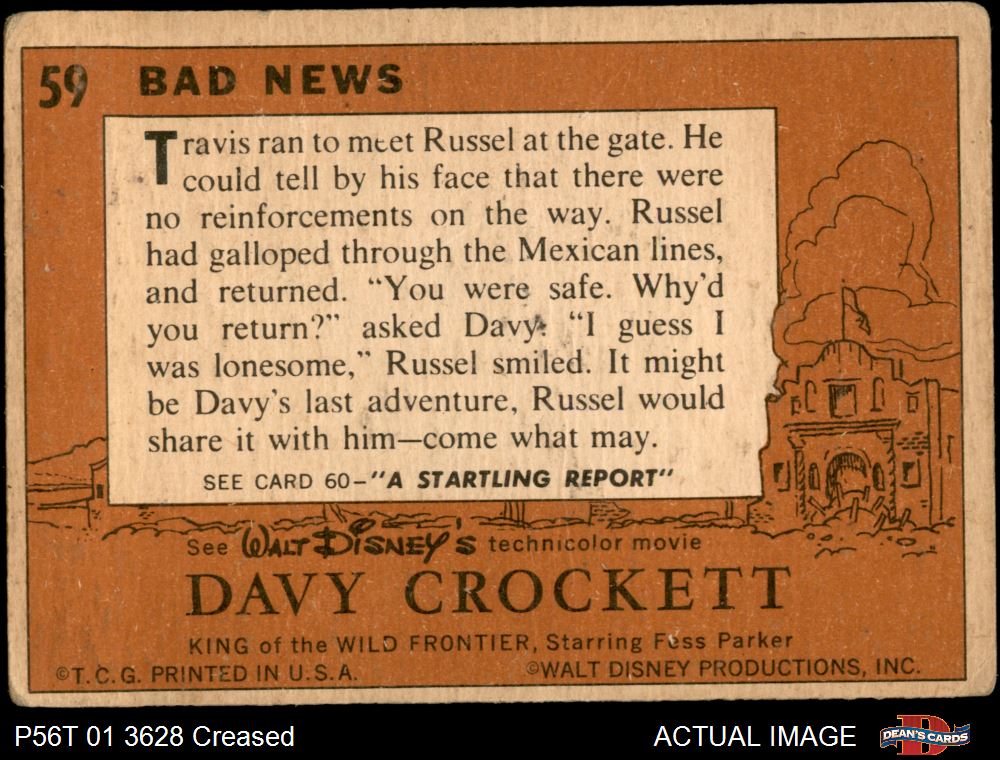 59 BAD NEWS
Travis ran to meet Russel at the gate. He
could tell by his face that there were
no reinforcements on the way. Russel
had galloped through the Mexican lines,
and returned. “You were safe. Why’d
you return?” asked Davy. “I guess I
was lonesome,” Russel smiled. It might
be Davy’s last adventure, Russel would
share it with him—come what may.
SEE CARD 60–"A STARTLING REPORT"
See WALT DISNEY'S technicolor movie
DAVY CROCKETT
KING of the WILD FRONTIER, Starring Fess Parker
©T.C.G. PRINTED IN U.S.A. ©WALT DISNEY PRODUCTIONS, INC.
P56T 01 3628 Creased ACTUAL IMAGE DEAN'S CARDS